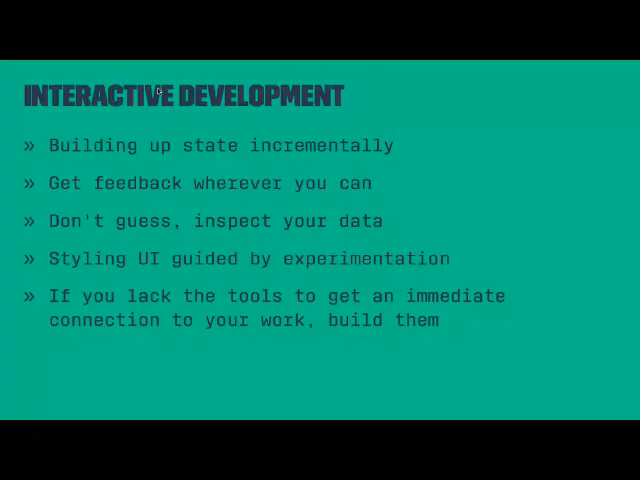 INTERACTIVE DEVELOPMENT
» Building up state incrementally
» Get feedback wherever you can
» Don't guess, inspect your data
» Styling UI guided by experimentation
» If you lack the tools to get an immediate
connection to your work, build them